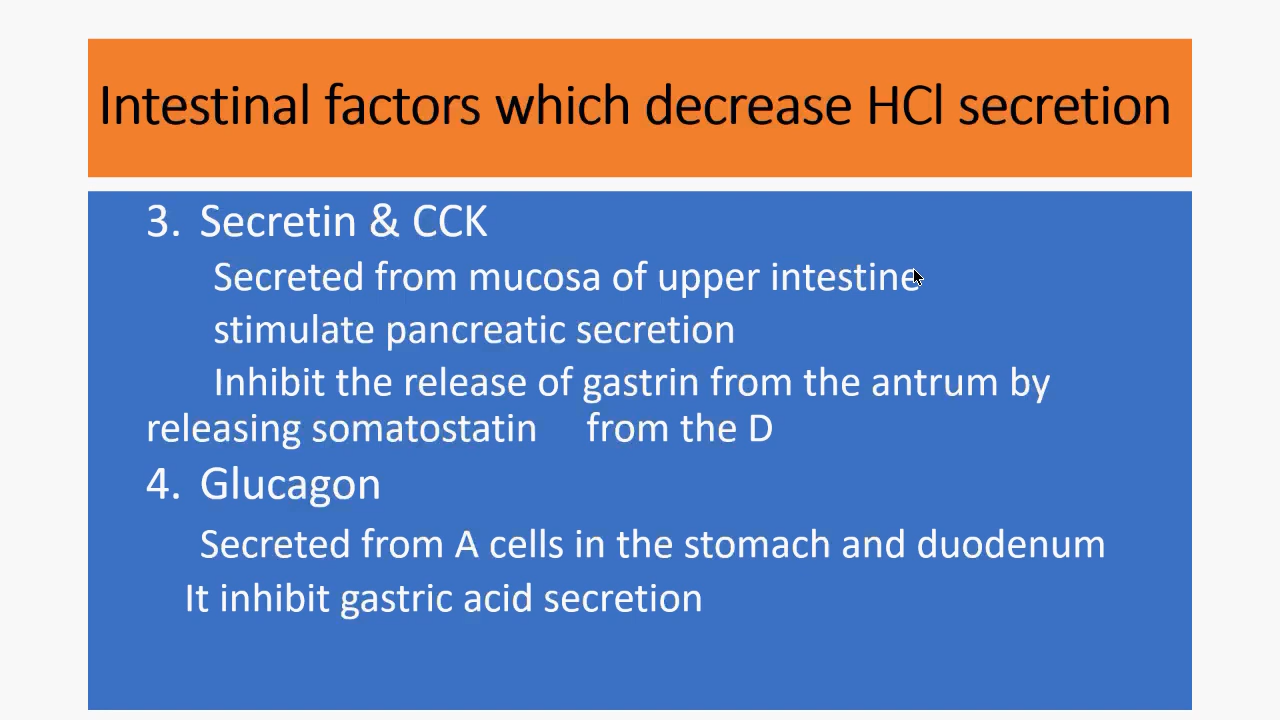 Intestinal factors which decrease HCl secretion
3. Secretin & CCK
Secreted from mucosa of upper intestine
stimulate pancreatic secretion
Inhibit the release of gastrin from the antrum by
releasing somatostatin from the D
4. Glucagon
Secreted from A cells in the stomach and duodenum
It inhibit gastric acid secretion